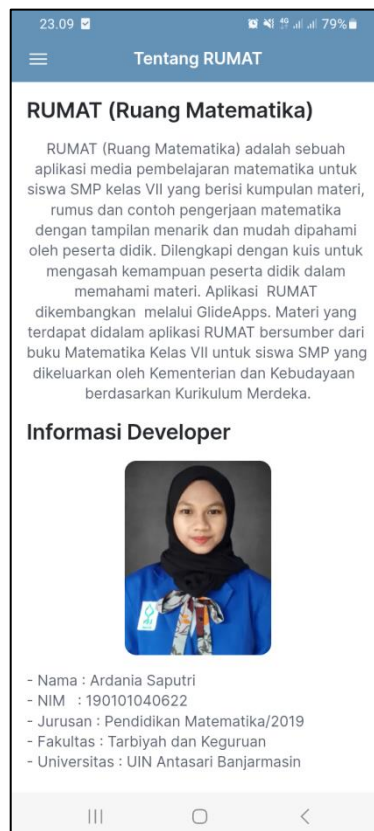 23.09 4G 79%
Tentang RUMAT
RUMAT (Ruang Matematika)
RUMAT (Ruang Matematika) adalah sebuah
aplikasi media pembelajaran matematika untuk
siswa SMP kelas VII yang berisi kumpulan materi,
rumus dan contoh pengerjaan matematika
dengan tampilan menarik dan mudah dipahami
oleh peserta didik. Dilengkapi dengan kuis untuk
mengasah kemampuan peserta didik dalam
memahami materi. Aplikasi RUMAT
dikembangkan melalui GlideApps. Materi yang
terdapat didalam aplikasi RUMAT bersumber dari
buku Matematika Kelas VII untuk siswa SMP yang
dikeluarkan oleh Kementerian dan Kebudayaan
berdasarkan Kurikulum Merdeka.
Informasi Developer
- Nama : Ardania Saputri
- NIM : 190101040622
- Jurusan : Pendidikan Matematika/2019
- Fakultas : Tarbiyah dan Keguruan
- Universitas : UIN Antasari Banjarmasin